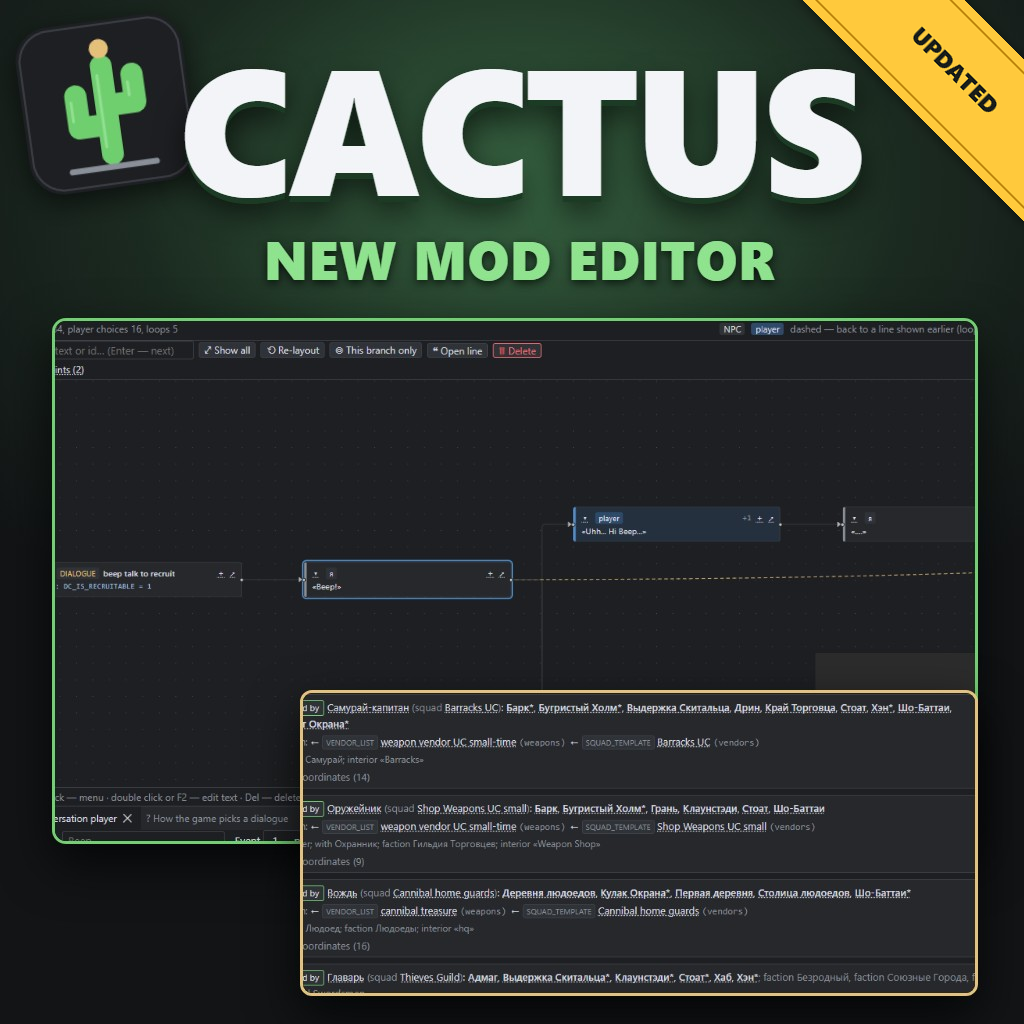 UPDATED
CACTUS
NEW MOD EDITOR
4, player choices 16, loops 5
NPC player dashed — back to a line shown earlier (loo
text or id... (Enter — next) Show all Re-layout This branch only Open line Delete
ints (2)
player +1
«Uhh... Hi Beep...»
я
«...»
DIALOGUE beep talk to recruit
: DC_IS_RECRUITABLE = 1
я
«Beep!»
ck — menu · double click or F2 — edit text · Del — delete
ersation player ? How the game picks a dialogue
Beep Event 1
d by Самурай-капитан (squad Barracks UC): Барк*, Бугристый Холм*, Выдержка Скитальца, Дрин, Край Торговца, Стоат, Хэн*, Шо-Баттаи,
т Окрана*
: ← VENDOR_LIST weapon vendor UC small-time (weapons) ← SQUAD_TEMPLATE Barracks UC (vendors)
Самурай; interior «Barracks»
oordinates (14)
d by Оружейник (squad Shop Weapons UC small): Барк, Бугристый Холм*, Грань, Клаунстэди, Стоат, Шо-Баттаи
: ← VENDOR_LIST weapon vendor UC small-time (weapons) ← SQUAD_TEMPLATE Shop Weapons UC small (vendors)
er; with Охранник; faction Гильдия Торговцев; interior «Weapon Shop»
oordinates (9)
d by Вождь (squad Cannibal home guards): Деревня людоедов, Кулак Окрана*, Первая деревня, Столица людоедов, Шо-Баттаи*
: ← VENDOR_LIST cannibal treasure (weapons) ← SQUAD_TEMPLATE Cannibal home guards (vendors)
Людоед; faction Людоеды; interior «hq»
oordinates (16)
d by Главарь (squad Thieves Guild): Адмаг, Выдержка Скитальца*, Клаунстэди*, Стоат*, Хаб, Хэн*; faction Безродный, faction Союзные Города, f